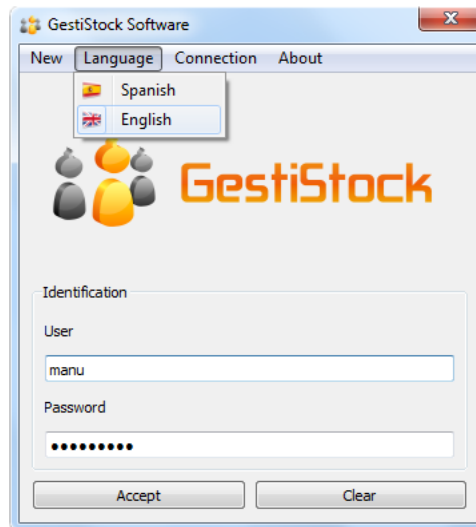 GestiStock Software
New Language Connection About
Spanish
English
GestiStock
Identification
User
manu
Password
•••••••••
Accept Clear